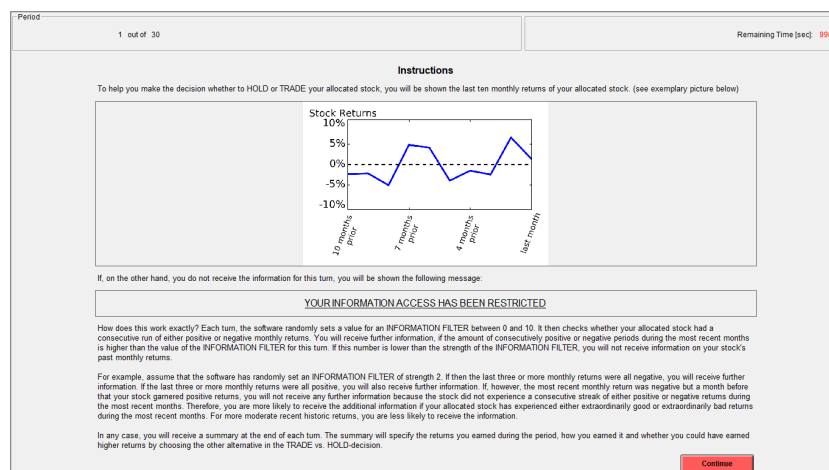 Period
1 out of 30
Remaining Time [sec]:
Instructions
To help you make the decision whether to HOLD or TRADE your allocated stock, you will be shown the last ten monthly returns of your allocated stock. (see exemplary picture below)
Stock Returns
10%
5%
0%
-5%
-10%
10 months prior
7 months prior
4 months prior
last month
If, on the other hand, you do not receive the information for this turn, you will be shown the following message:
YOUR INFORMATION ACCESS HAS BEEN RESTRICTED
How does this work exactly? Each turn, the software randomly sets a value for an INFORMATION FILTER between 0 and 10. It then checks whether your allocated stock had a
consecutive run of either positive or negative monthly returns. You will receive further information, if the amount of consecutively positive or negative periods during the most recent months
is higher than the value of the INFORMATION FILTER for this turn. If this number is lower than the strength of the INFORMATION FILTER, you will not receive information on your stock's
past monthly returns.
For example, assume that the software has randomly set an INFORMATION FILTER of strength 2. If then the last three or more monthly returns were all negative, you will receive further
information. If the last three or more monthly returns were all positive, you will also receive further information. If, however, the most recent monthly return was negative but a month before
that your stock garnered positive returns, you will not receive any further information because the stock did not experience a consecutive streak of either positive or negative returns during
the most recent months. Therefore, you are more likely to receive the additional information if your allocated stock has experienced either extraordinarily good or extraordinarily bad returns
during the most recent months. For more moderate recent historic returns, you are less likely to receive the information.
In any case, you will receive a summary at the end of each turn. The summary will specify the returns you earned during the period, how you earned it and whether you could have earned
higher returns by choosing the other alternative in the TRADE vs. HOLD-decision.
Continue